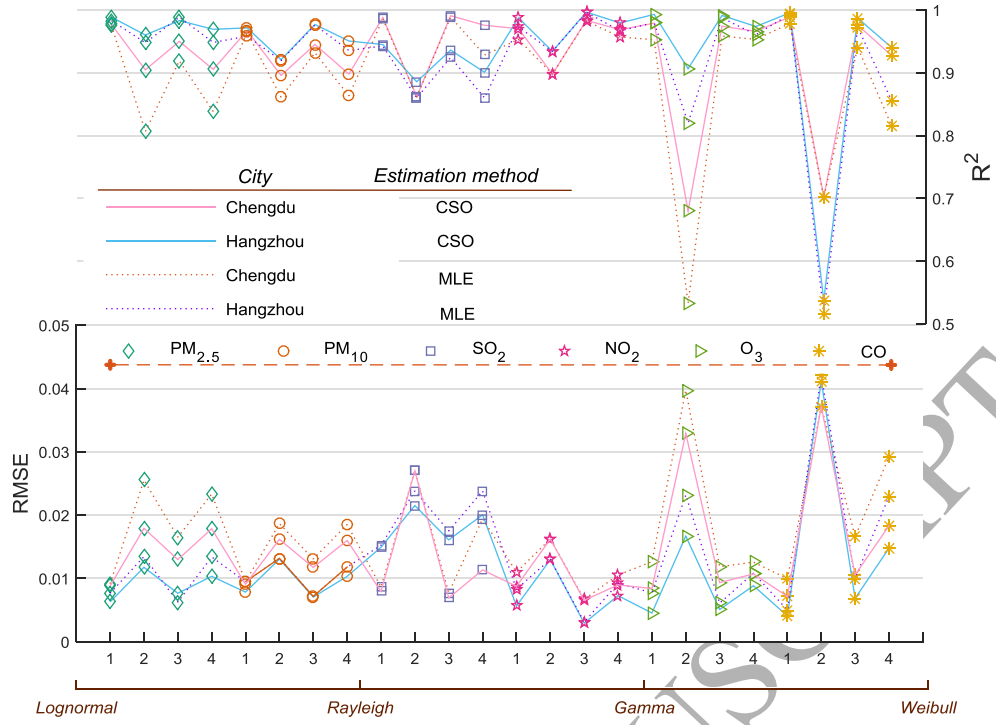 1
0.9
0.8
0.7
0.6
0.5
R2
City Estimation method
Chengdu CSO
Hangzhou CSO
Chengdu MLE
Hangzhou MLE
0.05
0.04
0.03
0.02
0.01
0
RMSE
PM2.5 PM10 SO2 NO2 O3 CO
1 2 3 4 1 2 3 4 1 2 3 4 1 2 3 4 1 2 3 4 1 2 3 4
Lognormal Rayleigh Gamma Weibull